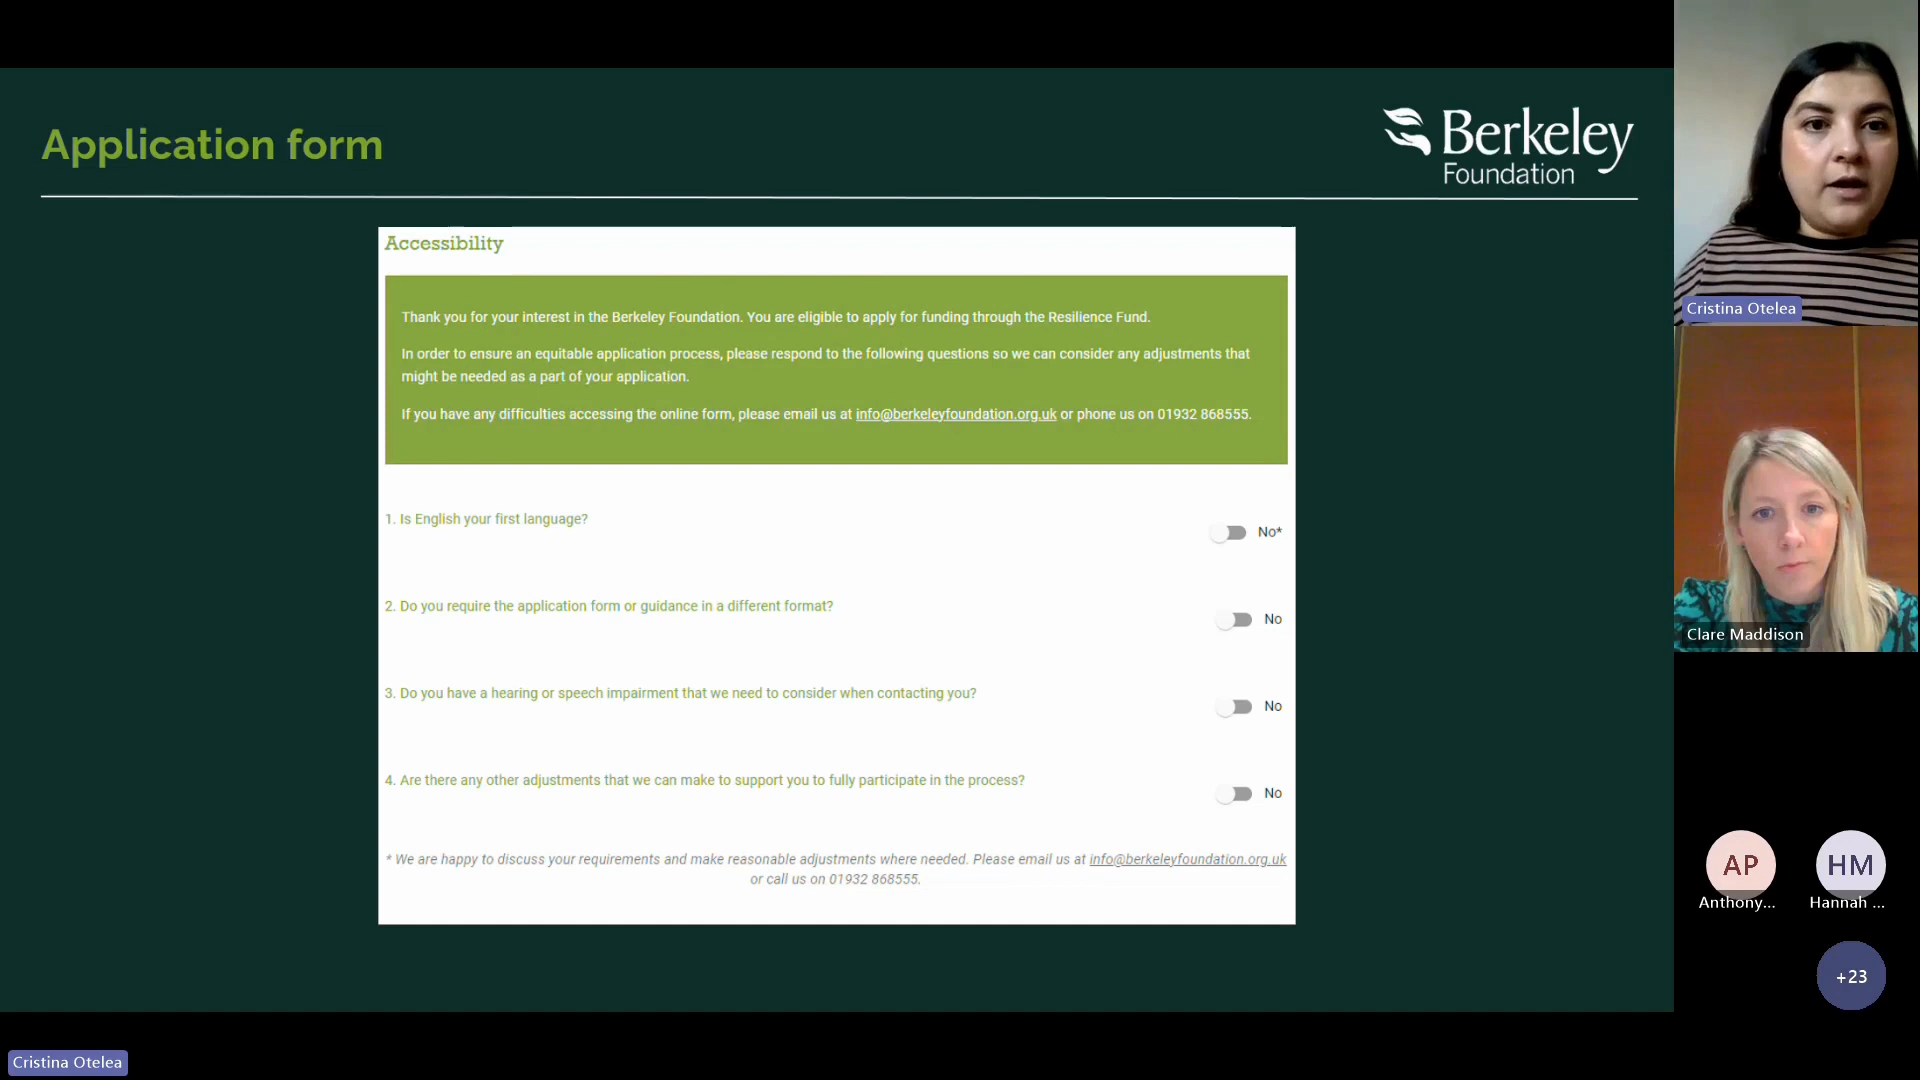 Application form
Berkeley
Foundation
Accessibility
Thank you for your interest in the Berkeley Foundation. You are eligible to apply for funding through the Resilience Fund.
In order to ensure an equitable application process, please respond to the following questions so we can consider any adjustments that
might be needed as a part of your application.
If you have any difficulties accessing the online form, please email us at info@berkeleyfoundation.org.uk or phone us on 01932 868555.
1. Is English your first language?
No*
2. Do you require the application form or guidance in a different format?
No
3. Do you have a hearing or speech impairment that we need to consider when contacting you?
No
4. Are there any other adjustments that we can make to support you to fully participate in the process?
No
* We are happy to discuss your requirements and make reasonable adjustments where needed. Please email us at info@berkeleyfoundation.org.uk
or call us on 01932 868555.
Cristina Otelea
Clare Maddison
AP
Anthony...
HM
Hannah ...
+23
Cristina Otelea